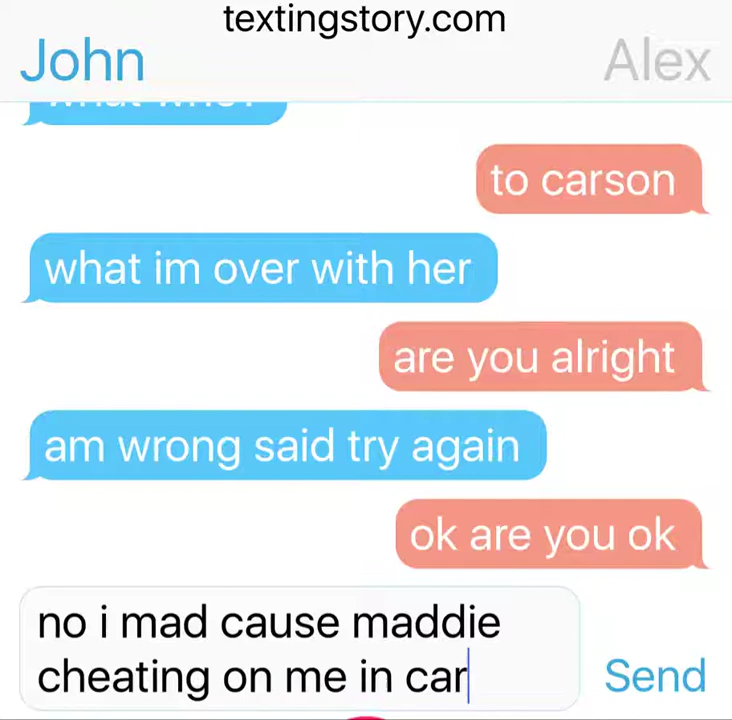 textingstory.com
John Alex
to carson
what im over with her
are you alright
am wrong said try again
ok are you ok
no i mad cause maddie
cheating on me in car
Send